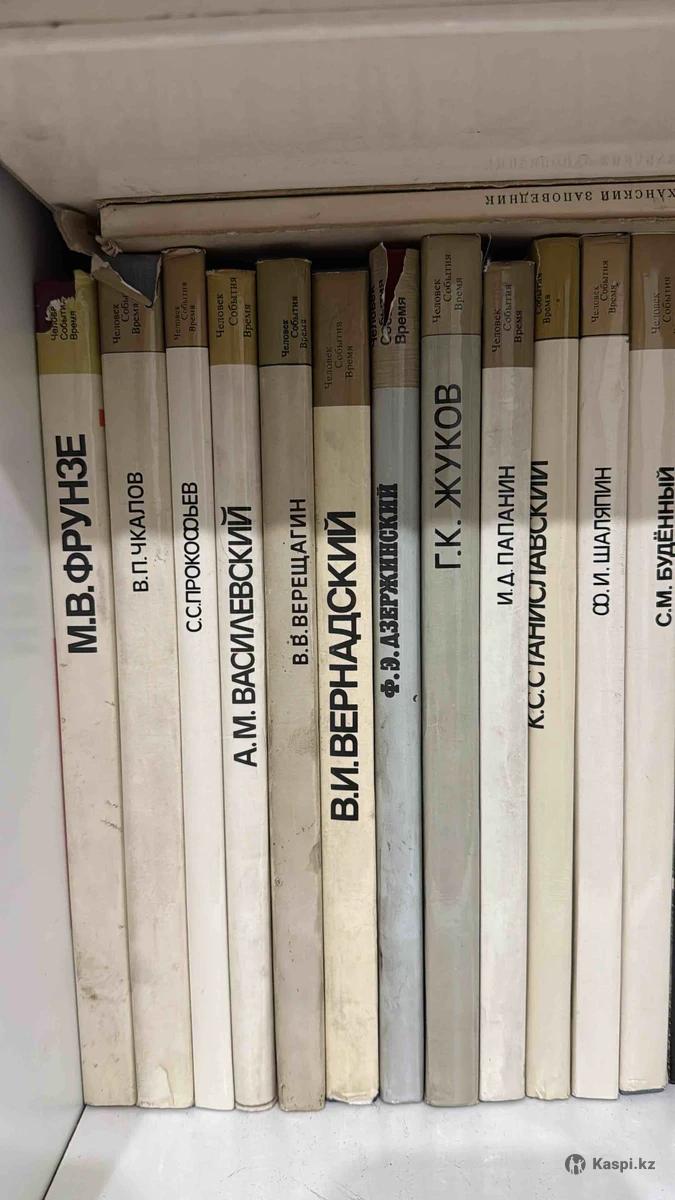 ХАНСКИЙ ЗАПОВЕДНИК
Человек
События
Время
М.В.ФРУНЗЕ
Человек
События
Время
В.П.ЧКАЛОВ
Человек
События
Время
С.С.ПРОКОФЬЕВ
Человек
События
Время
А.М. ВАСИЛЕВСКИЙ
Человек
События
Время
В.В.ВЕРЕЩАГИН
Человек
События
Время
В.И.ВЕРНАДСКИЙ
Человек
События
Время
Ф.Э.ДЗЕРЖИНСКИЙ
Человек
События
Время
Г.К. ЖУКОВ
Человек
События
Время
И.Д.ПАПАНИН
События
Время
К.С.СТАНИСЛАВСКИЙ
Человек
События
Время
Ф.И.ШАЛЯПИН
Человек
События
С.М. БУДЁННЫЙ
Kaspi.kz